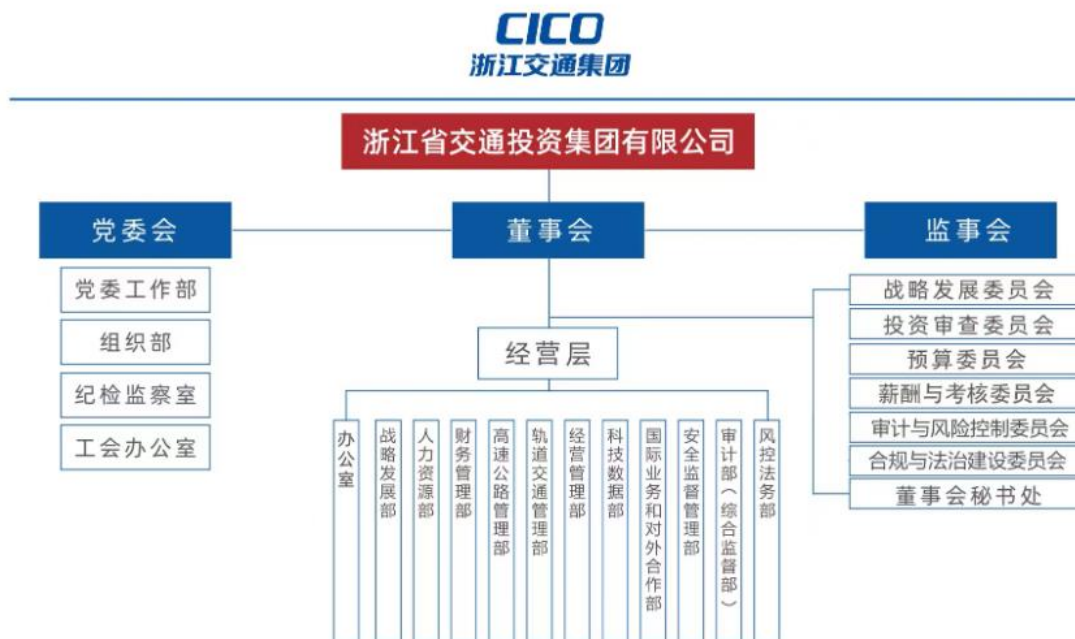 CICO
浙江交通集团
浙江省交通投资集团有限公司
党委会
董事会
监事会
党委工作部
组织部
纪检监察室
工会办公室
经营层
战略发展委员会
投资审查委员会
预算委员会
薪酬与考核委员会
审计与风险控制委员会
合规与法治建设委员会
董事会秘书处
办公室
战略发展部
人力资源部
财务管理部
高速公路管理部
轨道交通管理部
经营管理部
科技数据部
国际业务和对外合作部
安全监督管理部
审计部（综合监督部）
风控法务部